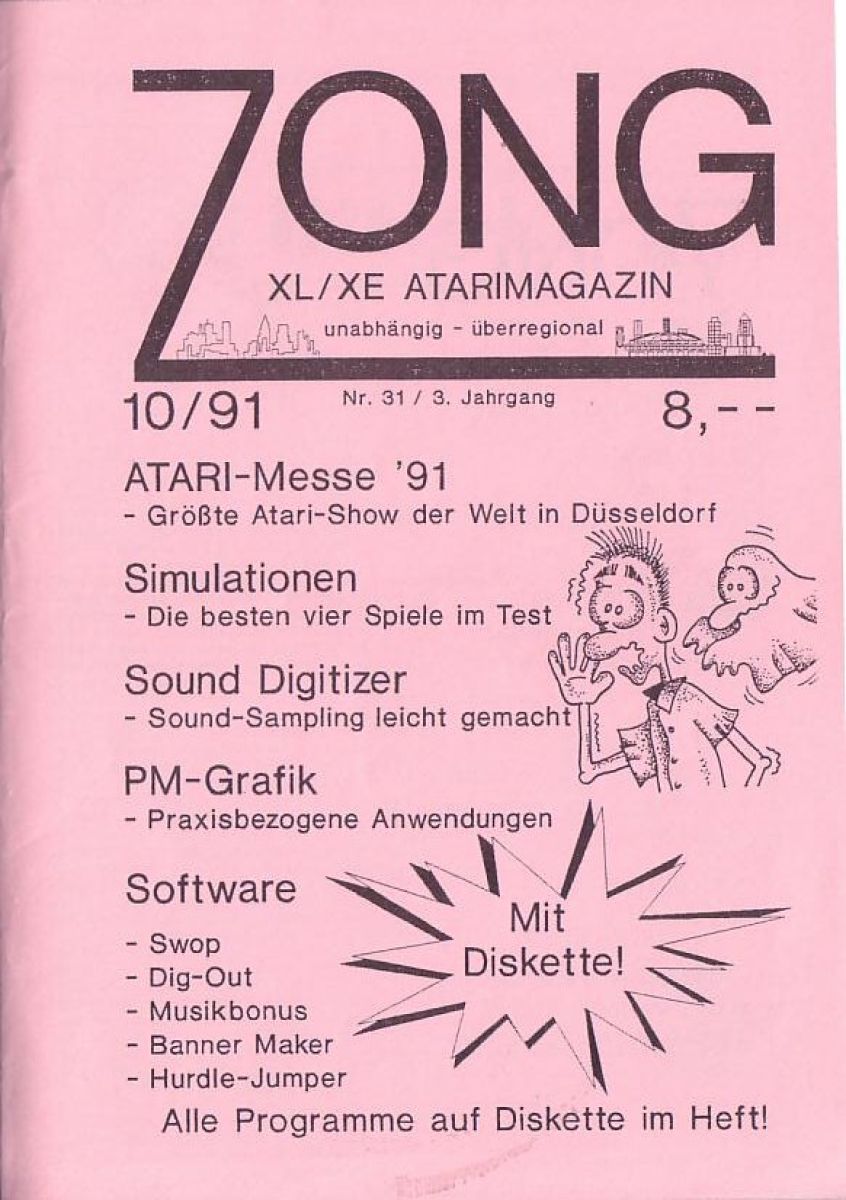 ZONG
XL/XE ATARIMAGAZIN
unabhängig - überregional
10/91
Nr. 31 / 3. Jahrgang
8,--
ATARI-Messe '91
- Größte Atari-Show der Welt in Düsseldorf
Simulationen
- Die besten vier Spiele im Test
Sound Digitizer
- Sound-Sampling leicht gemacht
PM-Grafik
- Praxisbezogene Anwendungen
Software
- Swop
- Dig-Out
- Musikbonus
- Banner Maker
- Hurdle-Jumper
Mit
Diskette!
Alle Programme auf Diskette im Heft!